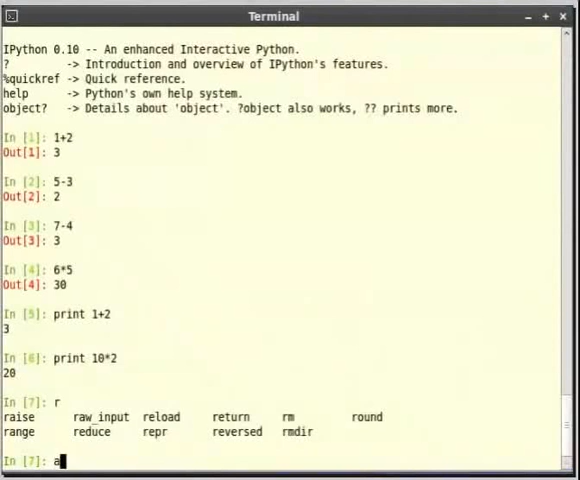 Terminal
IPython 0.10 -- An enhanced Interactive Python.
?         -> Introduction and overview of IPython's features.
%quickref -> Quick reference.
help      -> Python's own help system.
object?   -> Details about 'object'. ?object also works, ?? prints more.
In [1]: 1+2
Out[1]: 3
In [2]: 5-3
Out[2]: 2
In [3]: 7-4
Out[3]: 3
In [4]: 6*5
Out[4]: 30
In [5]: print 1+2
3
In [6]: print 10*2
20
In [7]: r
raise      raw_input  reload     return     rm         round
range      reduce     repr       reversed   rmdir
In [7]: a